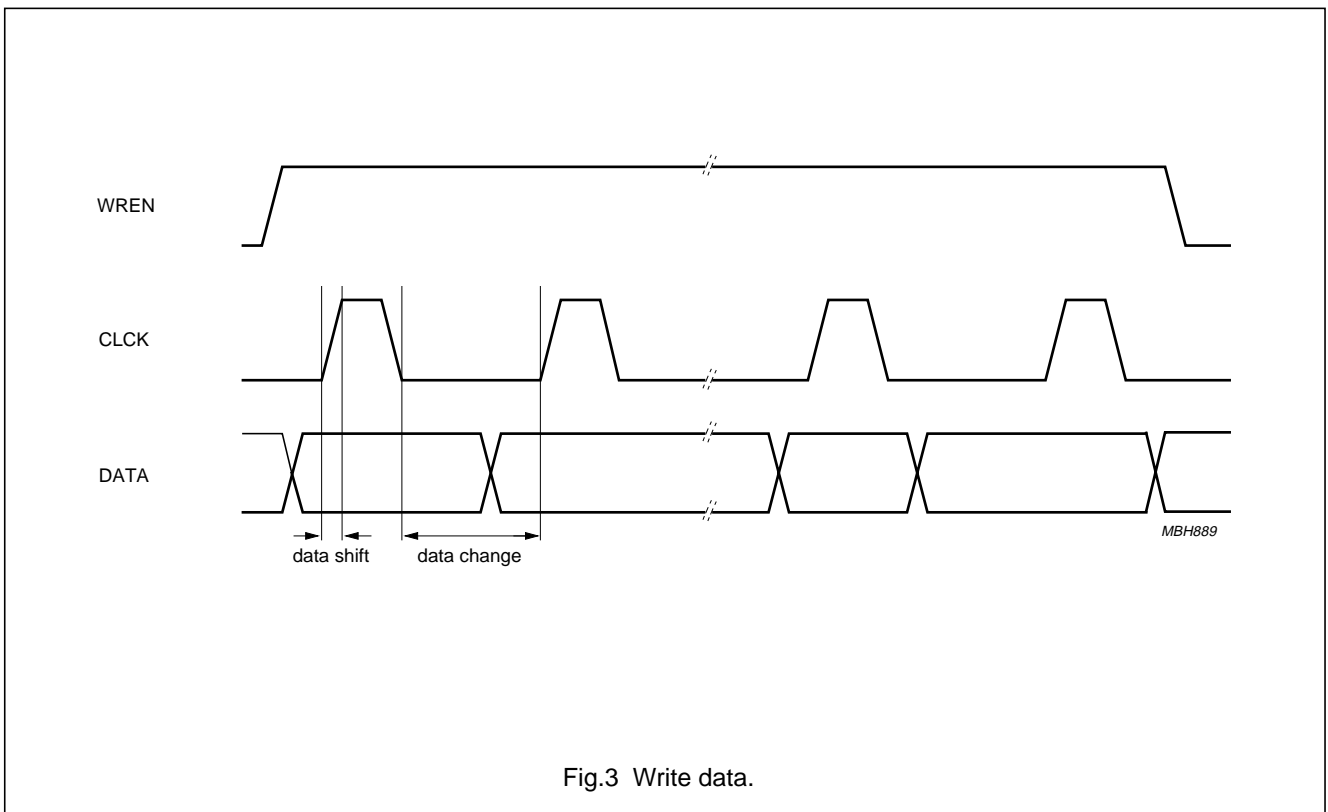 WREN
CLCK
DATA
MBH889
data shift
data change
Fig.3 Write data.